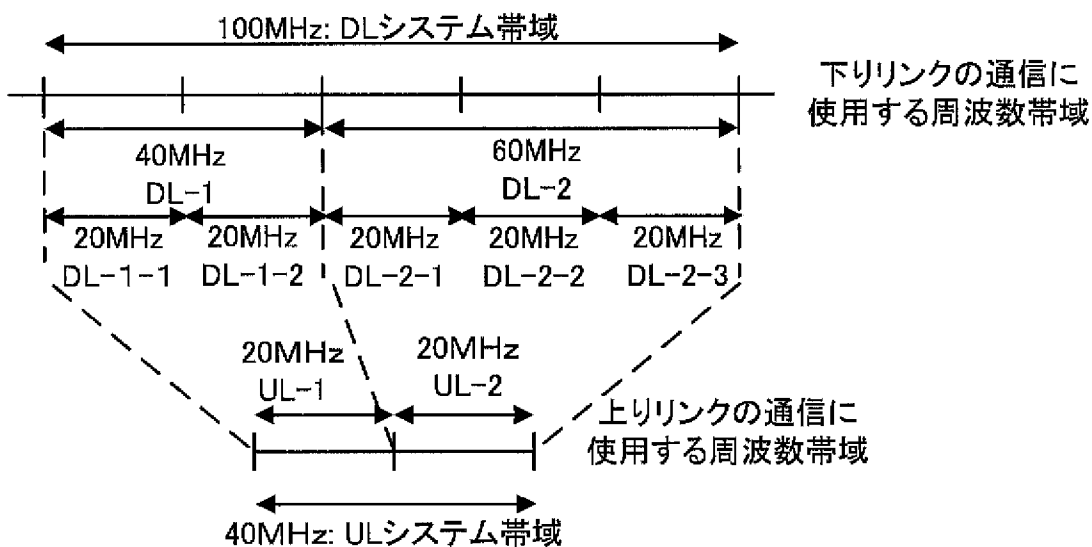 100MHz: DLシステム帯域
下りリンクの通信に
使用する周波数帯域
40MHz
DL-1
60MHz
DL-2
20MHz
DL-1-1
20MHz
DL-1-2
20MHz
DL-2-1
20MHz
DL-2-2
20MHz
DL-2-3
20MHz
UL-1
20MHz
UL-2
上りリンクの通信に
使用する周波数帯域
40MHz: ULシステム帯域